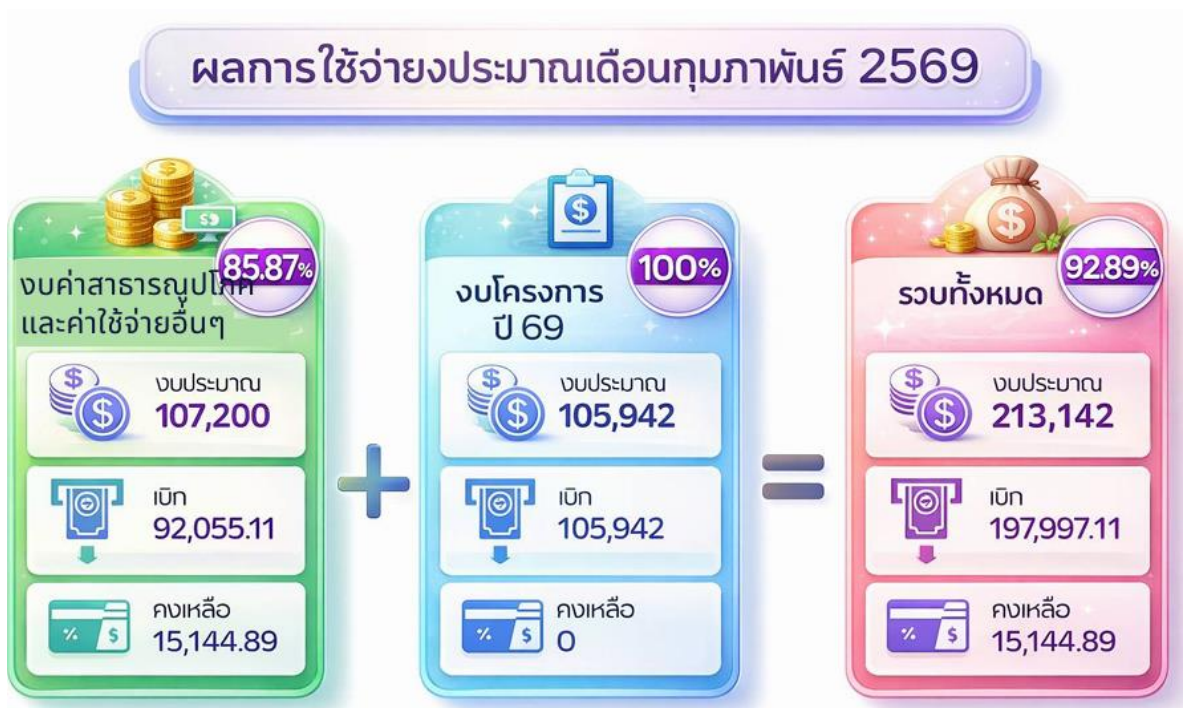 ผลการใช้จ่ายงประมาณเดือนกุมภาพันธ์ 2569
85.87%
งบค่าสาธารณูปโภค
และค่าใช้จ่ายอื่นๆ
งบประมาณ
107,200
เบิก
92,055.11
คงเหลือ
15,144.89
+
100%
งบโครงการ
ปี 69
งบประมาณ
105,942
เบิก
105,942
คงเหลือ
0
=
92.89%
รวบทั้งหมด
งบประมาณ
213,142
เบิก
197,997.11
คงเหลือ
15,144.89